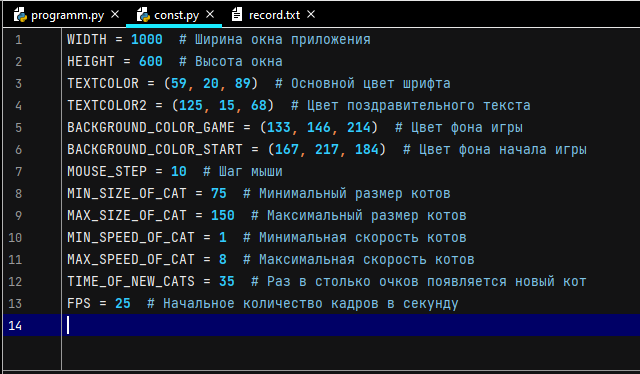 programm.py × const.py × record.txt ×
1 WIDTH = 1000  # Ширина окна приложения
2 HEIGHT = 600  # Высота окна
3 TEXTCOLOR = (59, 20, 89)  # Основной цвет шрифта
4 TEXTCOLOR2 = (125, 15, 68)  # Цвет поздравительного текста
5 BACKGROUND_COLOR_GAME = (133, 146, 214)  # Цвет фона игры
6 BACKGROUND_COLOR_START = (167, 217, 184)  # Цвет фона начала игры
7 MOUSE_STEP = 10  # Шаг мыши
8 MIN_SIZE_OF_CAT = 75  # Минимальный размер котов
9 MAX_SIZE_OF_CAT = 150  # Максимальный размер котов
10 MIN_SPEED_OF_CAT = 1  # Минимальная скорость котов
11 MAX_SPEED_OF_CAT = 8  # Максимальная скорость котов
12 TIME_OF_NEW_CATS = 35  # Раз в столько очков появляется новый кот
13 FPS = 25  # Начальное количество кадров в секунду
14